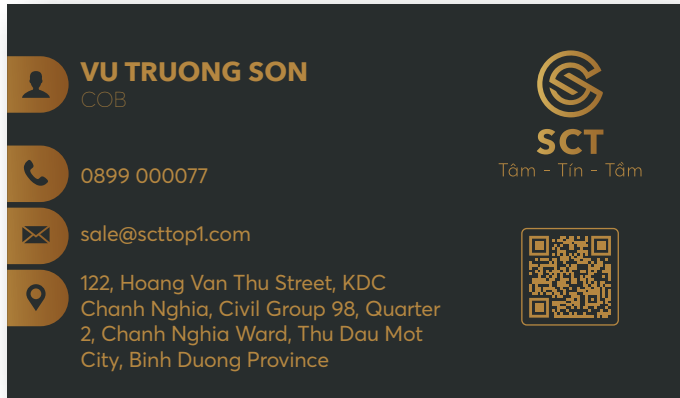 VU TRUONG SON
COB
0899 000077
sale@scttop1.com
122, Hoang Van Thu Street, KDC
Chanh Nghia, Civil Group 98, Quarter
2, Chanh Nghia Ward, Thu Dau Mot
City, Binh Duong Province
SCT
Tâm - Tín - Tầm